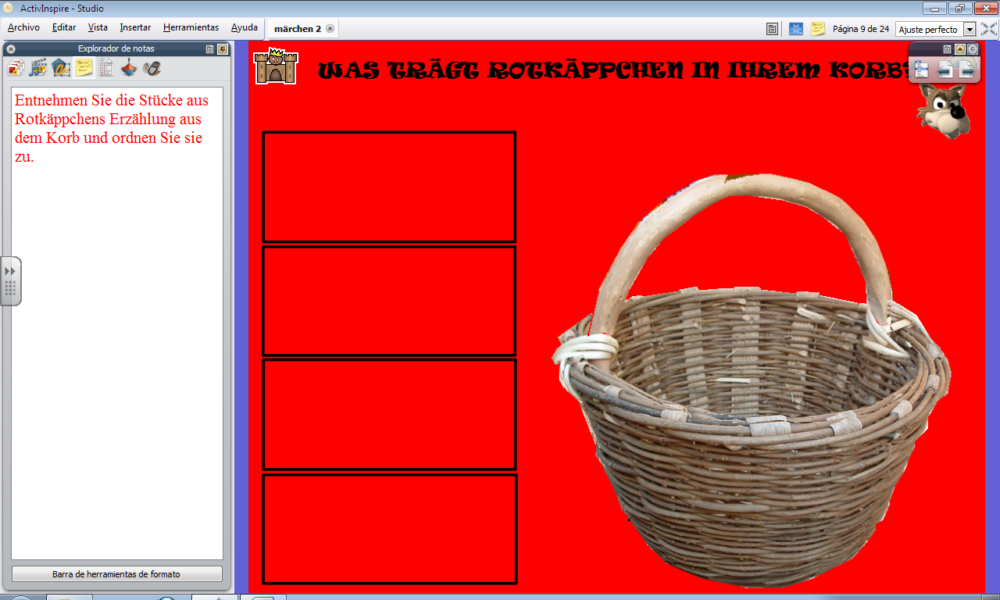 ActivInspire - Studio
Archivo Editar Vista Insertar Herramientas Ayuda
märchen 2
Página 9 de 24
Ajuste perfecto
Explorador de notas
Entnehmen Sie die Stücke aus
Rotkäppchens Erzählung aus
dem Korb und ordnen Sie sie
zu.
Barra de herramientas de formato
WAS TRÄGT ROTKÄPPCHEN IN IHREM KORB?